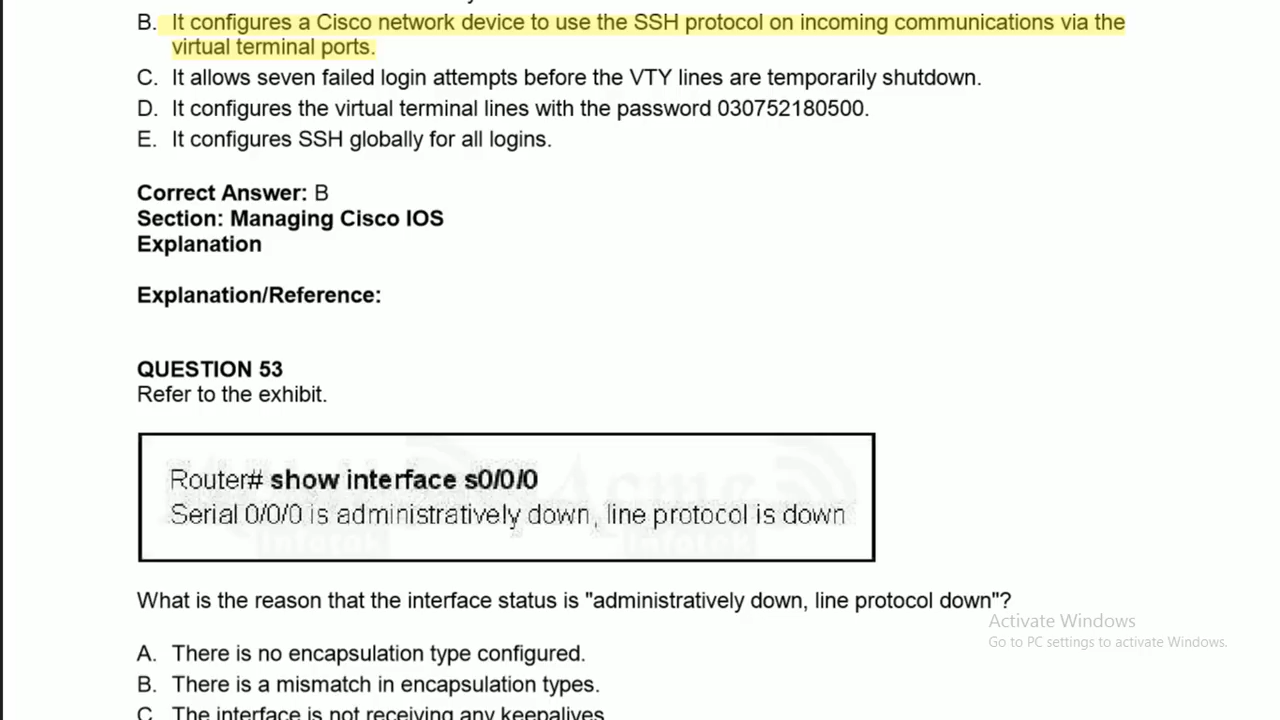 B. It configures a Cisco network device to use the SSH protocol on incoming communications via the
virtual terminal ports.
C. It allows seven failed login attempts before the VTY lines are temporarily shutdown.
D. It configures the virtual terminal lines with the password 030752180500.
E. It configures SSH globally for all logins.
Correct Answer: B
Section: Managing Cisco IOS
Explanation
Explanation/Reference:
QUESTION 53
Refer to the exhibit.
Router# show interface s0/0/0
Serial 0/0/0 is administratively down, line protocol is down
What is the reason that the interface status is "administratively down, line protocol down"?
Activate Windows
Go to PC settings to activate Windows.
A. There is no encapsulation type configured.
B. There is a mismatch in encapsulation types.
C. The interface is not receiving any keepalives.